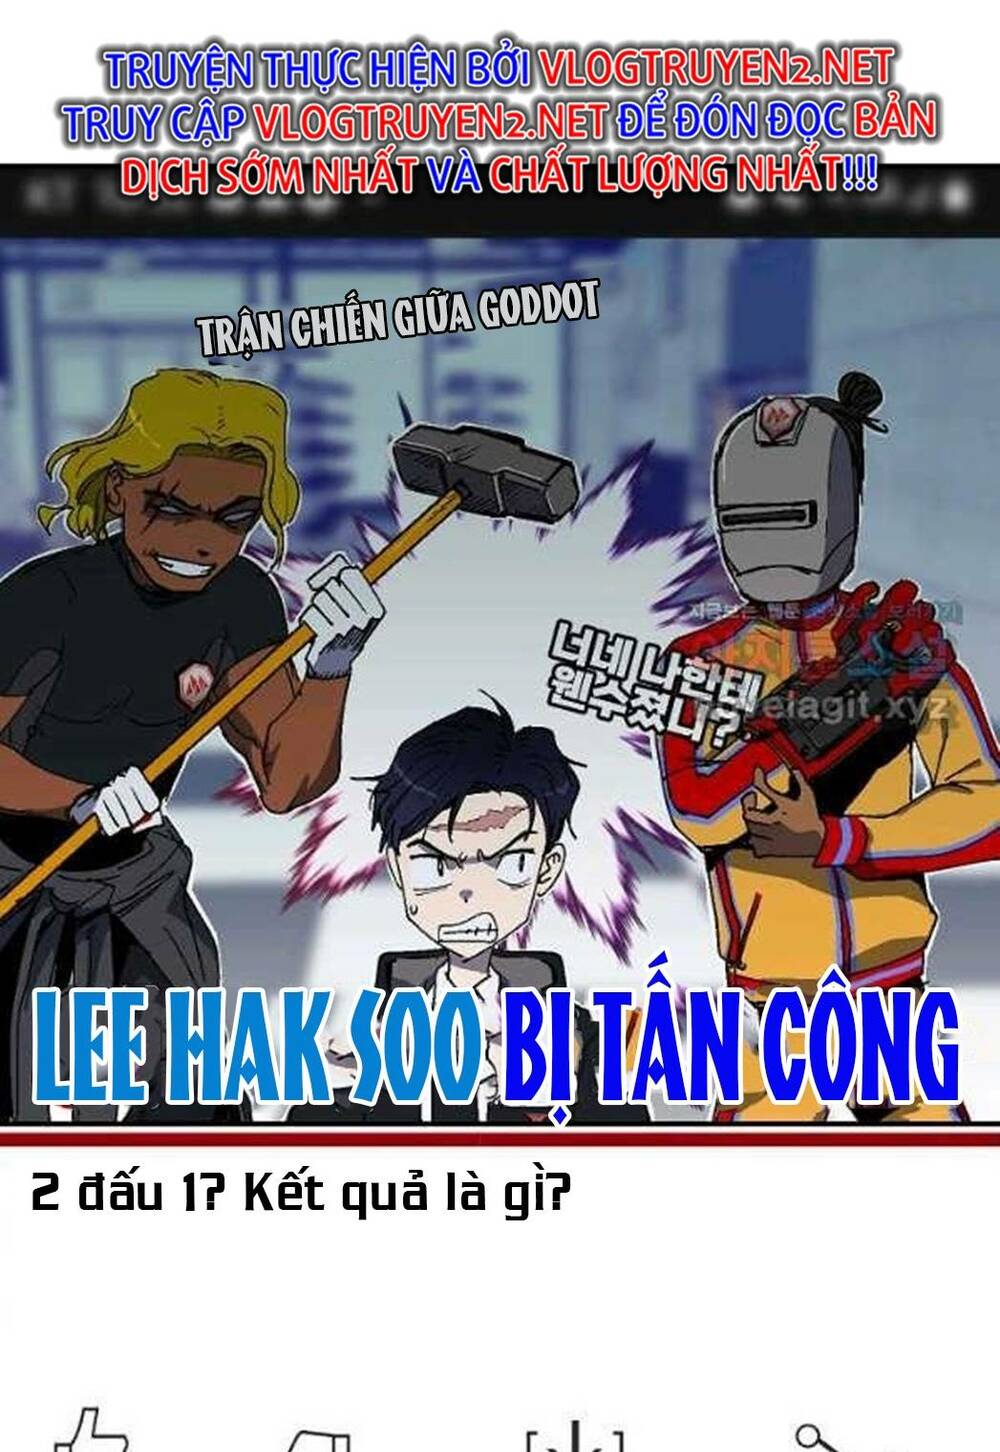 TRUYỆN THỰC HIỆN BỞI VLOGTRUYEN2.NET
TRUY CẬP VLOGTRUYEN2.NET ĐỂ ĐÓN ĐỌC BẢN
DỊCH SỚM NHẤT VÀ CHẤT LƯỢNG NHẤT!!!
TRẬN CHIẾN GIỮA GODDOT
너네 나한테
웬수졌니?
LEE HAK SOO BỊ TẤN CÔNG
2 đấu 1? Kết quả là gì?